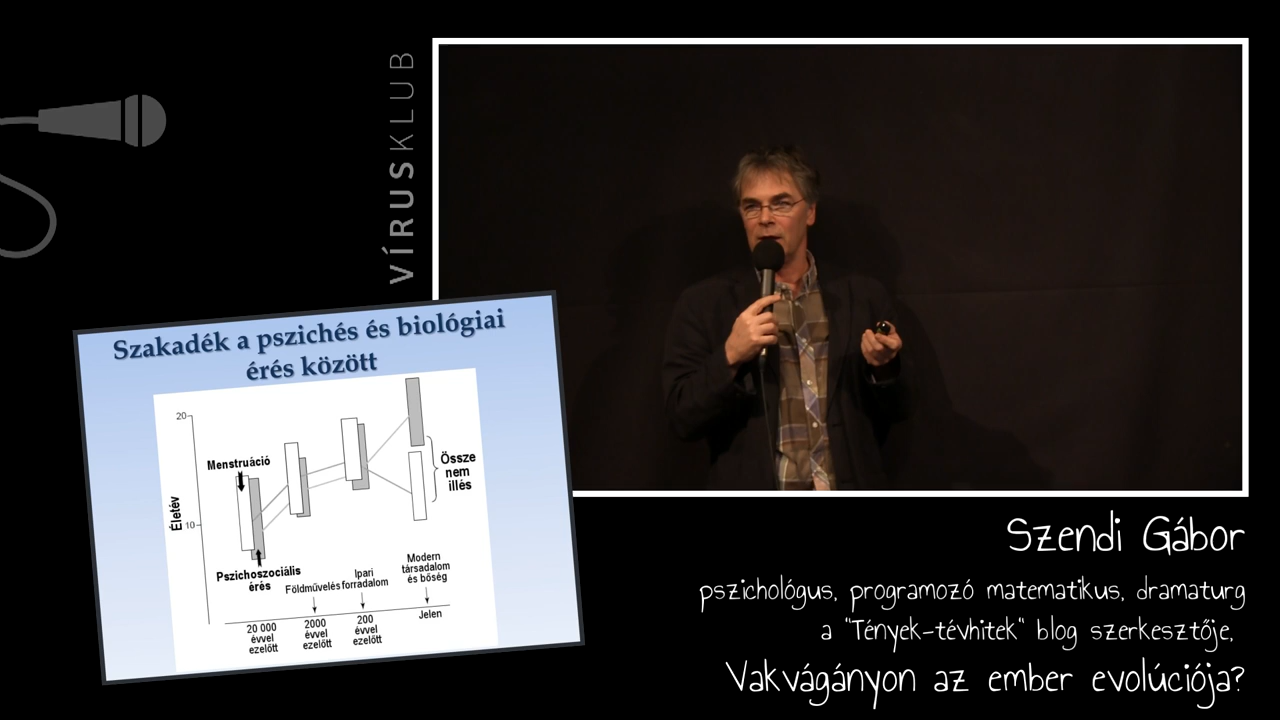 VÍRUSKLUB
Szakadék a pszichés és biológiai
érés között
20
Menstruáció
Össze
nem
illés
Életév
10
Pszichoszociális
érés
Földművelés
Ipari
forradalom
Modern
társadalom
és bőség
20 000
évvel
ezelőtt
2000
évvel
ezelőtt
200
évvel
ezelőtt
Jelen
Szendi Gábor
pszichológus, programozó matematikus, dramaturg
a "Tények-tévhitek" blog szerkesztője,
Vakvágányon az ember evolúciója?